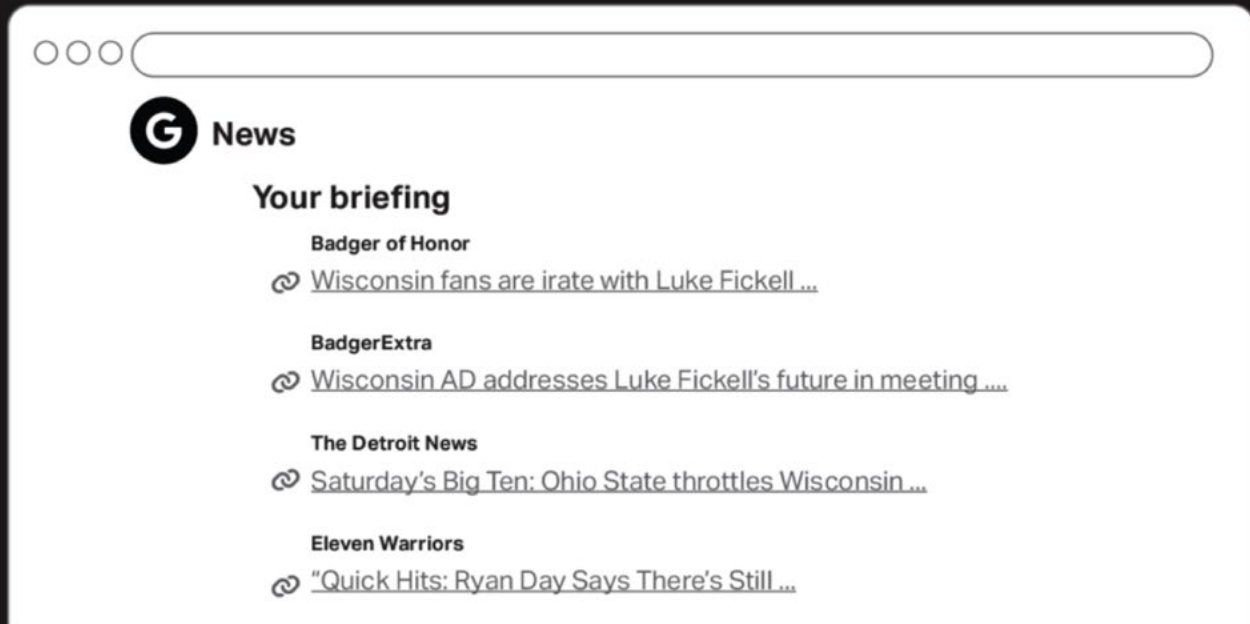 G News
Your briefing
Badger of Honor
Wisconsin fans are irate with Luke Fickell ...
BadgerExtra
Wisconsin AD addresses Luke Fickell's future in meeting ....
The Detroit News
Saturday's Big Ten: Ohio State throttles Wisconsin ...
Eleven Warriors
“Quick Hits: Ryan Day Says There's Still ...